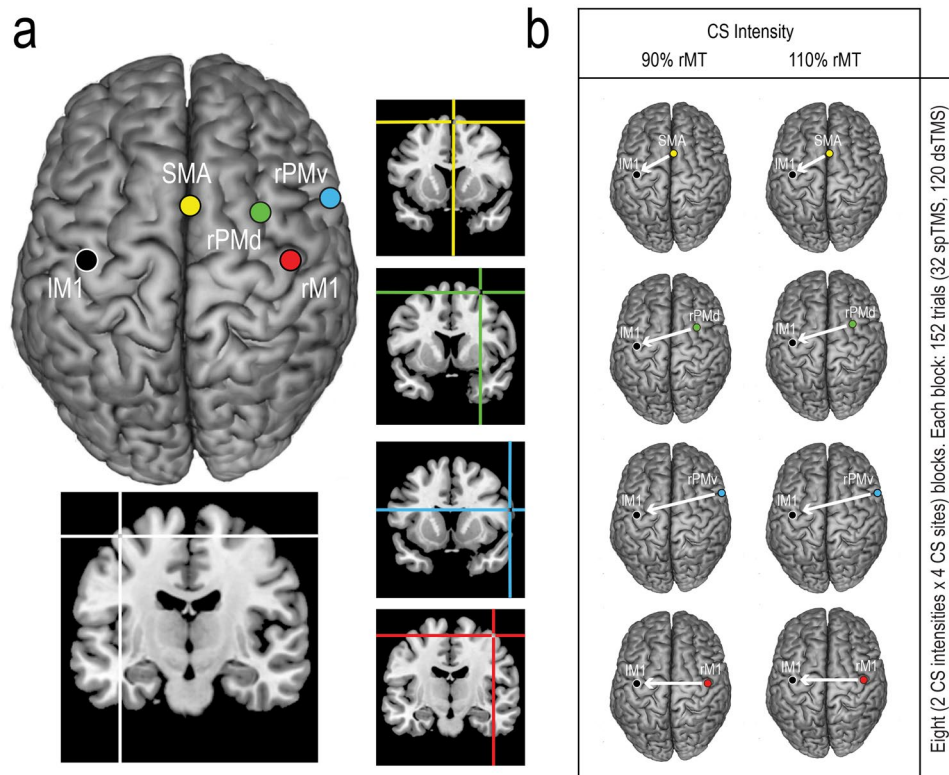 a
SMA
rPMv
rPMd
lM1
rM1
b
CS Intensity
90% rMT
110% rMT
SMA
lM1
SMA
lM1
rPMd
lM1
rPMd
lM1
rPMv
lM1
rPMv
lM1
lM1
rM1
lM1
rM1
Eight (2 CS intensities x 4 CS sites) blocks. Each block: 152 trials (32 spTMS, 120 dsTMS)